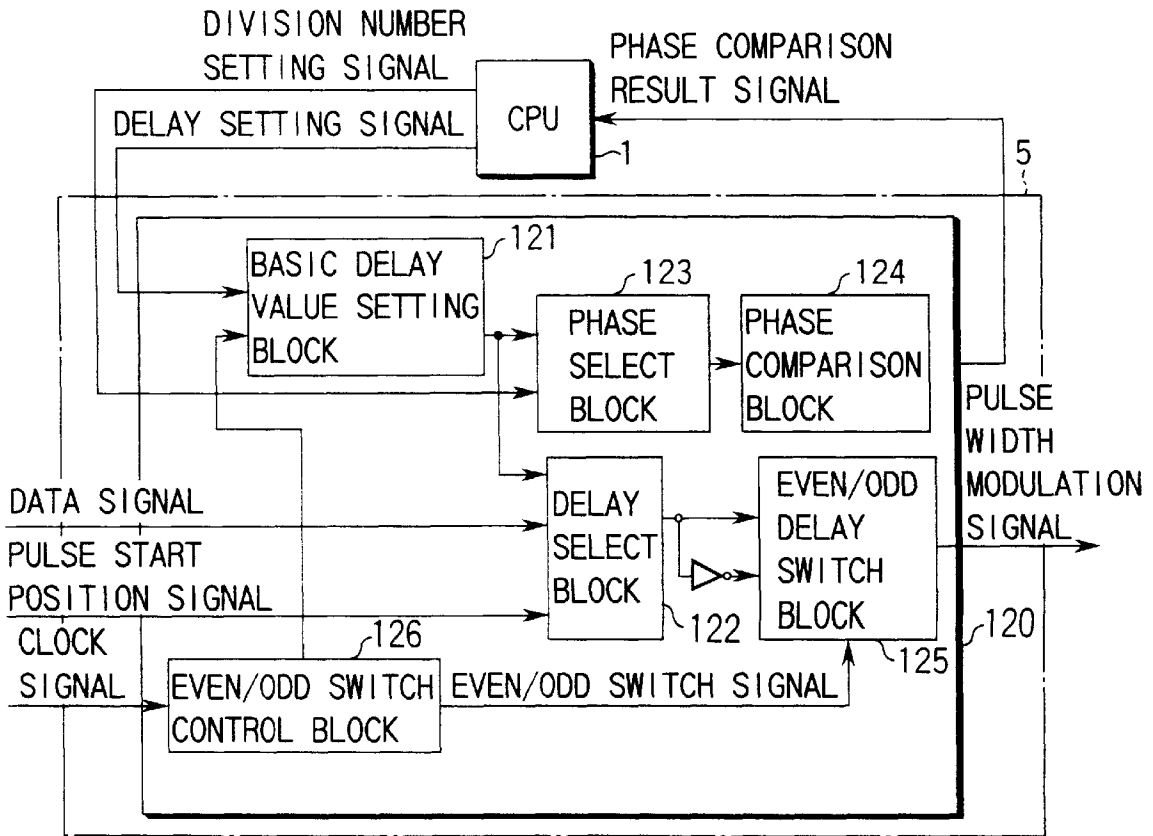 DIVISION NUMBER
SETTING SIGNAL
DELAY SETTING SIGNAL
CPU
1
PHASE COMPARISON
RESULT SIGNAL
5
121
BASIC DELAY
VALUE SETTING
BLOCK
123
PHASE
SELECT
BLOCK
124
PHASE
COMPARISON
BLOCK
PULSE
WIDTH
MODULATION
SIGNAL
DATA SIGNAL
PULSE START
POSITION SIGNAL
CLOCK
SIGNAL
DELAY
SELECT
BLOCK
122
EVEN/ODD
DELAY
SWITCH
BLOCK
125
120
126
EVEN/ODD SWITCH
CONTROL BLOCK
EVEN/ODD SWITCH SIGNAL